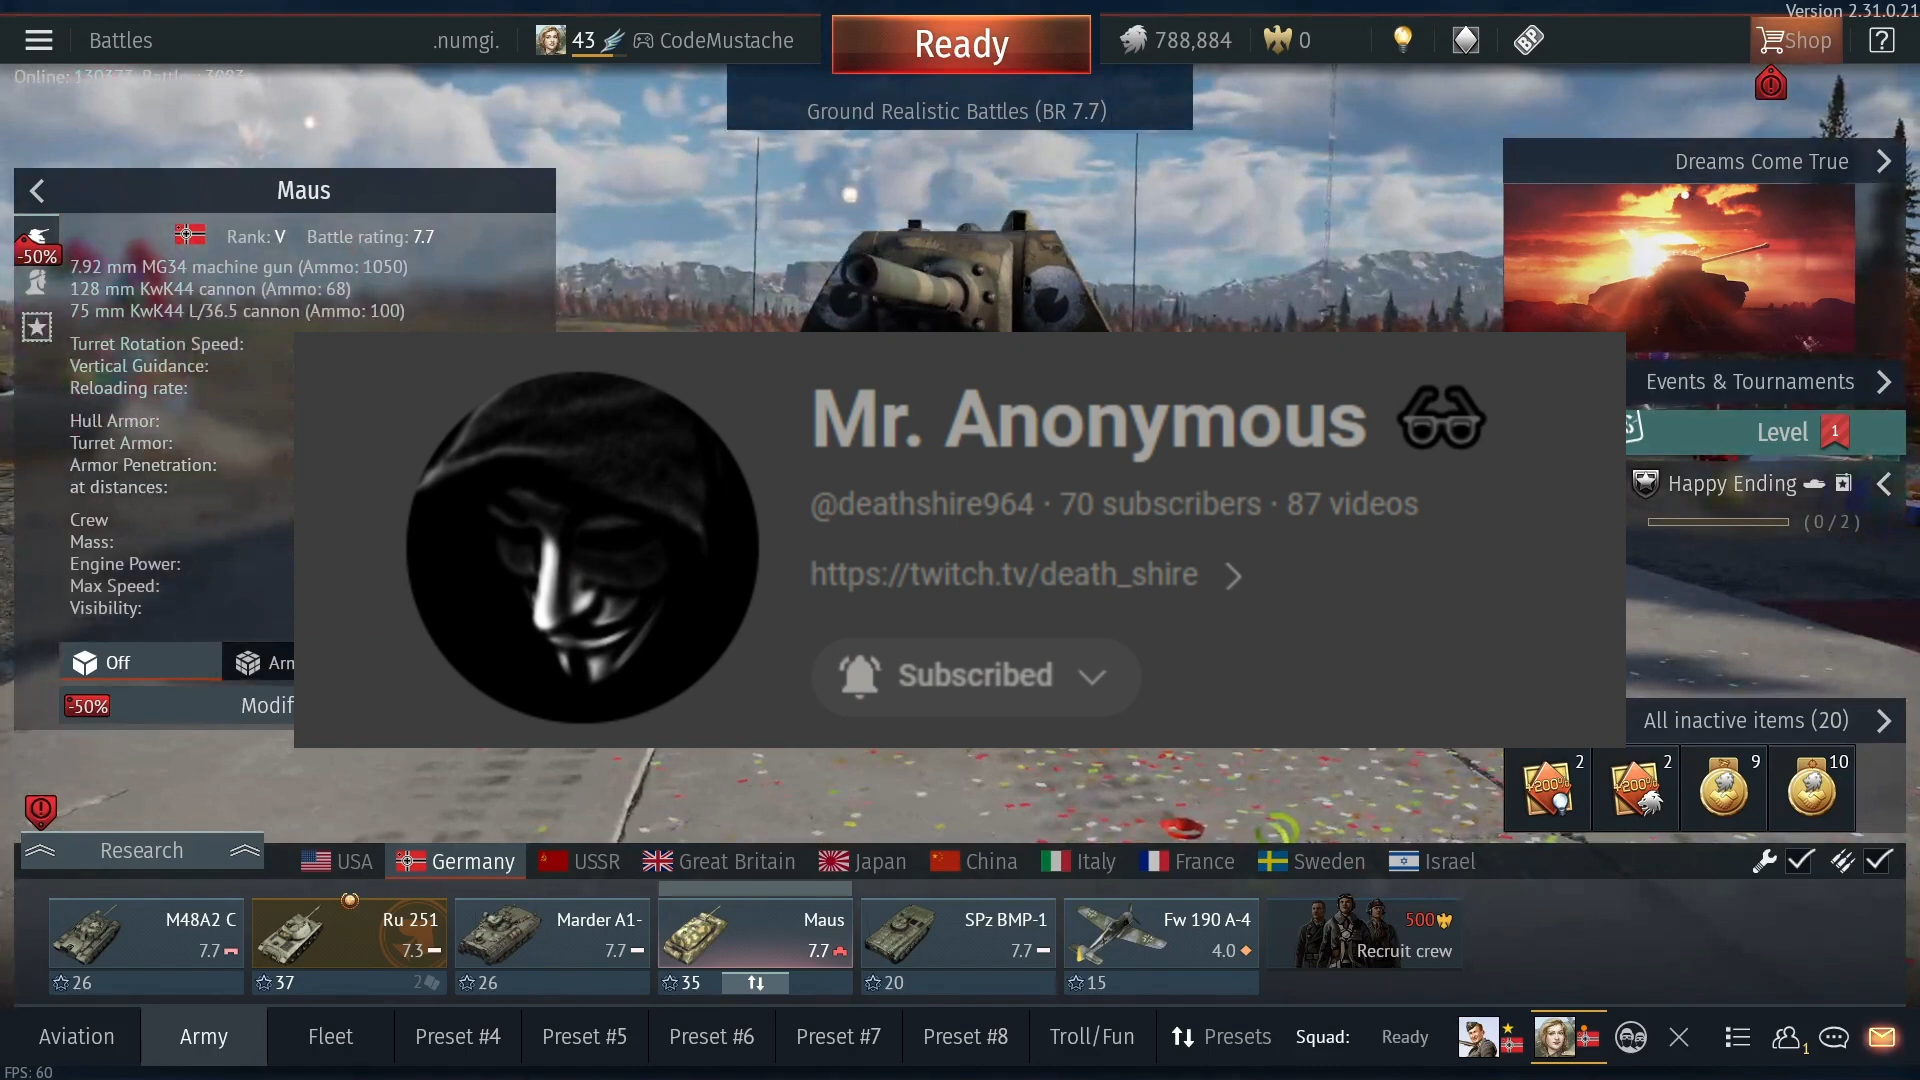 Version 2.31.0.21
Battles
.numgi.
43
CodeMustache
Ready
788,884
0
BP
Shop
?
Ground Realistic Battles (BR 7.7)
Maus
Rank: V Battle rating: 7.7
-50%
7.92 mm MG34 machine gun (Ammo: 1050)
128 mm KwK44 cannon (Ammo: 68)
75 mm KwK44 L/36.5 cannon (Ammo: 100)
Turret Rotation Speed:
Vertical Guidance:
Reloading rate:
Hull Armor:
Turret Armor:
Armor Penetration:
at distances:
Crew
Mass:
Engine Power:
Max Speed:
Visibility:
Off
Arm
-50%
Modif
Mr. Anonymous
@deathshire964 · 70 subscribers · 87 videos
https://twitch.tv/death_shire
Subscribed
Dreams Come True
Events & Tournaments
Level 1
Happy Ending
(0/2)
All inactive items (20)
+200% 2
+200% 2
9
10
Research
USA
Germany
USSR
Great Britain
Japan
China
Italy
France
Sweden
Israel
M48A2 C
7.7
26
Ru 251
7.3
37
2
Marder A1-
7.7
26
Maus
7.7
35
SPz BMP-1
7.7
20
Fw 190 A-4
4.0
15
500
Recruit crew
Aviation
Army
Fleet
Preset #4
Preset #5
Preset #6
Preset #7
Preset #8
Troll/Fun
Presets
Squad:
Ready
1
FPS: 60